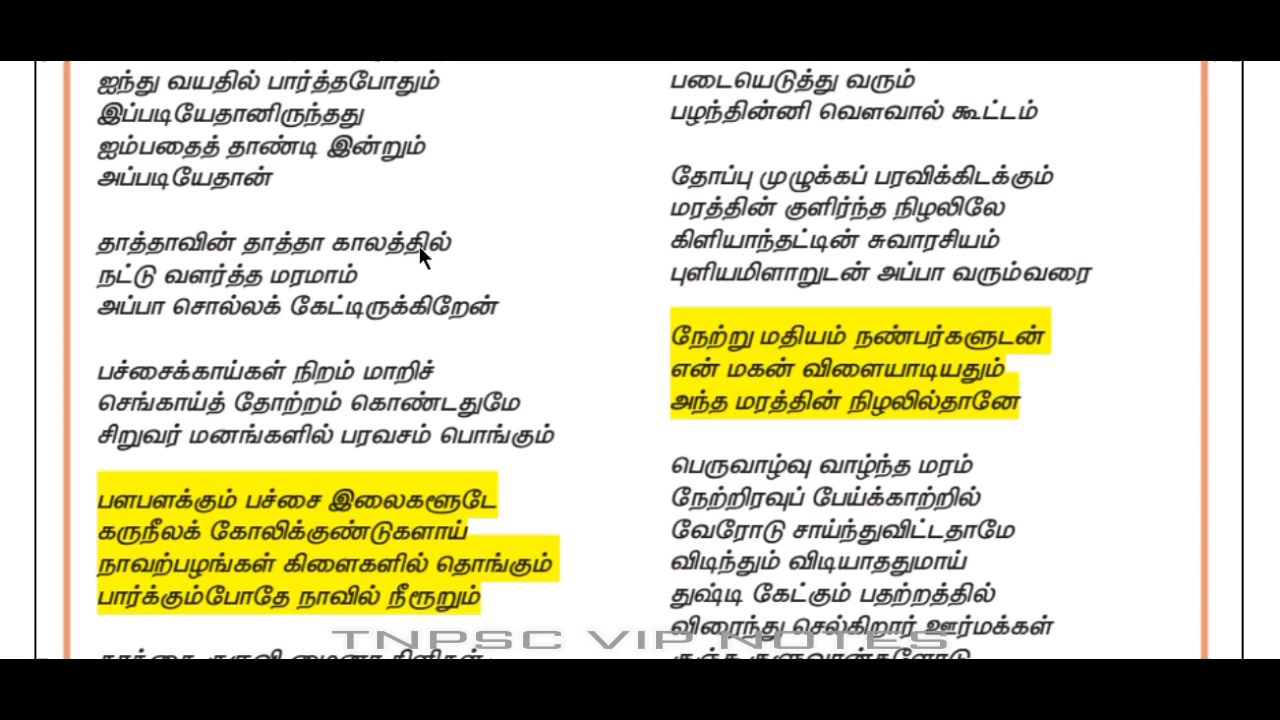 ஐந்து வயதில் பார்த்தபோதும்
இப்படியேதானிருந்தது
ஐம்பதைத் தாண்டி இன்றும்
அப்படியேதான்
தாத்தாவின் தாத்தா காலத்தில்
நட்டு வளர்த்த மரமாம்
அப்பா சொல்லக் கேட்டிருக்கிறேன்
பச்சைக்காய்கள் நிறம் மாறிச்
செங்காய்த் தோற்றம் கொண்டதுமே
சிறுவர் மனங்களில் பரவசம் பொங்கும்
பளபளக்கும் பச்சை இலைகளூடே
கருநீலக் கோலிக்குண்டுகளாய்
நாவற்பழங்கள் கிளைகளில் தொங்கும்
பார்க்கும்போதே நாவில் நீரூறும்
படையெடுத்து வரும்
பழந்தின்னி வௌவால் கூட்டம்
தோப்பு முழுக்கப் பரவிக்கிடக்கும்
மரத்தின் குளிர்ந்த நிழலிலே
கிளியாந்தட்டின் சுவாரசியம்
புளியமிளாறுடன் அப்பா வரும்வரை
நேற்று மதியம் நண்பர்களுடன்
என் மகன் விளையாடியதும்
அந்த மரத்தின் நிழலில்தானே
பெருவாழ்வு வாழ்ந்த மரம்
நேற்றிரவுப் பேய்க்காற்றில்
வேரோடு சாய்ந்துவிட்டதாமே
விடிந்தும் விடியாததுமாய்
துஷ்டி கேட்கும் பதற்றத்தில்
விரைந்து செல்கிறார் ஊர்மக்கள்
TNPSC VIP NOTES